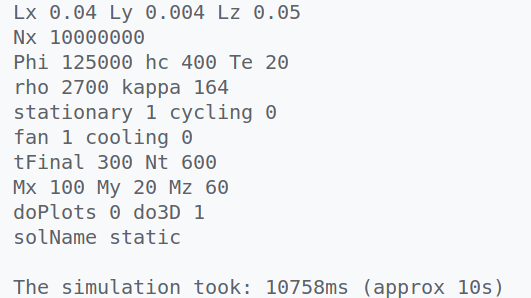 Lx 0.04 Ly 0.004 Lz 0.05
Nx 10000000
Phi 125000 hc 400 Te 20
rho 2700 kappa 164
stationary 1 cycling 0
fan 1 cooling 0
tFinal 300 Nt 600
Mx 100 My 20 Mz 60
doPlots 0 do3D 1
solName static
The simulation took: 10758ms (approx 10s)